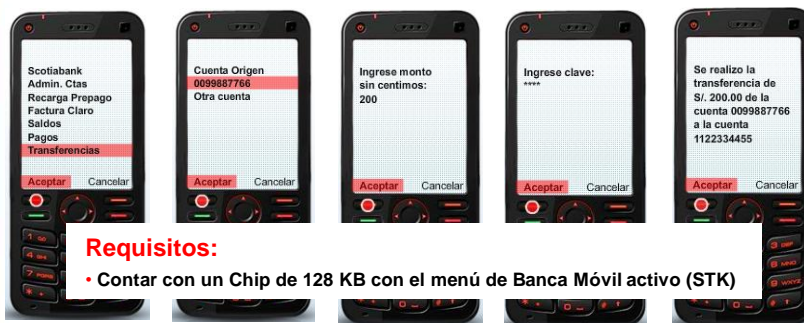 Scotiabank
Admin. Ctas
Recarga Prepago
Factura Claro
Saldos
Pagos
Transferencias
Aceptar Cancelar
Cuenta Origen
0099887766
Otra cuenta
Aceptar Cancelar
Ingrese monto
sin centimos:
200
Aceptar Cancelar
Ingrese clave:
****
Aceptar Cancelar
Se realizo la
transferencia de
S/. 200.00 de la
cuenta 0099887766
a la cuenta
1122334455
Aceptar Cancelar
Requisitos:
• Contar con un Chip de 128 KB con el menú de Banca Móvil activo (STK)